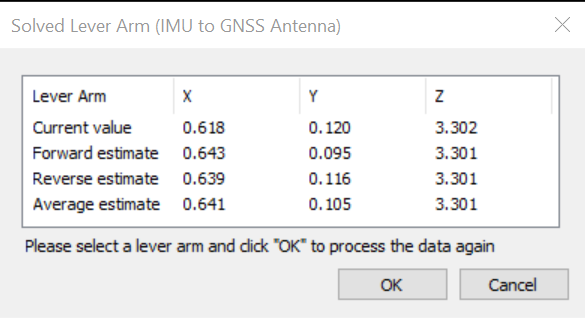 Solved Lever Arm (IMU to GNSS Antenna)
Lever Arm X Y Z
Current value 0.618 0.120 3.302
Forward estimate 0.643 0.095 3.301
Reverse estimate 0.639 0.116 3.301
Average estimate 0.641 0.105 3.301
Please select a lever arm and click "OK" to process the data again
OK Cancel